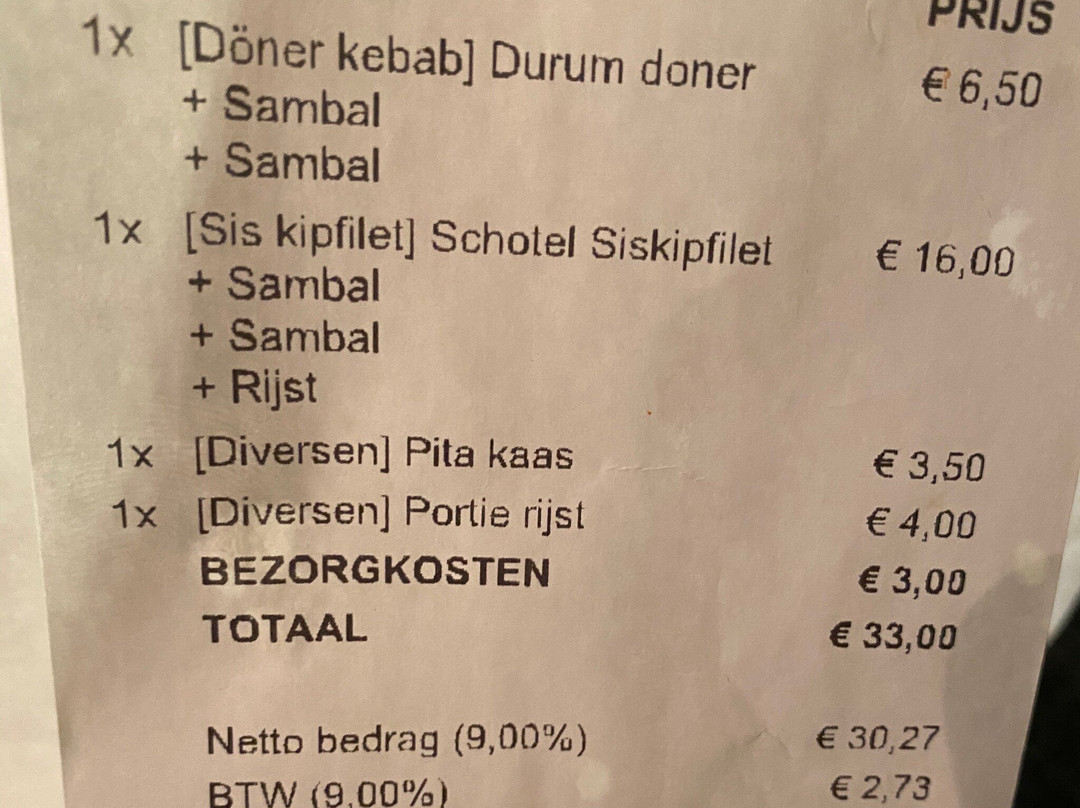 PRIJS
1x [Döner kebab] Durum doner € 6,50
+ Sambal
+ Sambal
1x [Sis kipfilet] Schotel Siskipfilet € 16,00
+ Sambal
+ Sambal
+ Rijst
1x [Diversen] Pita kaas € 3,50
1x [Diversen] Portie rijst € 4,00
BEZORGKOSTEN € 3,00
TOTAAL € 33,00
Netto bedrag (9,00%) € 30,27
BTW (9,00%) € 2,73